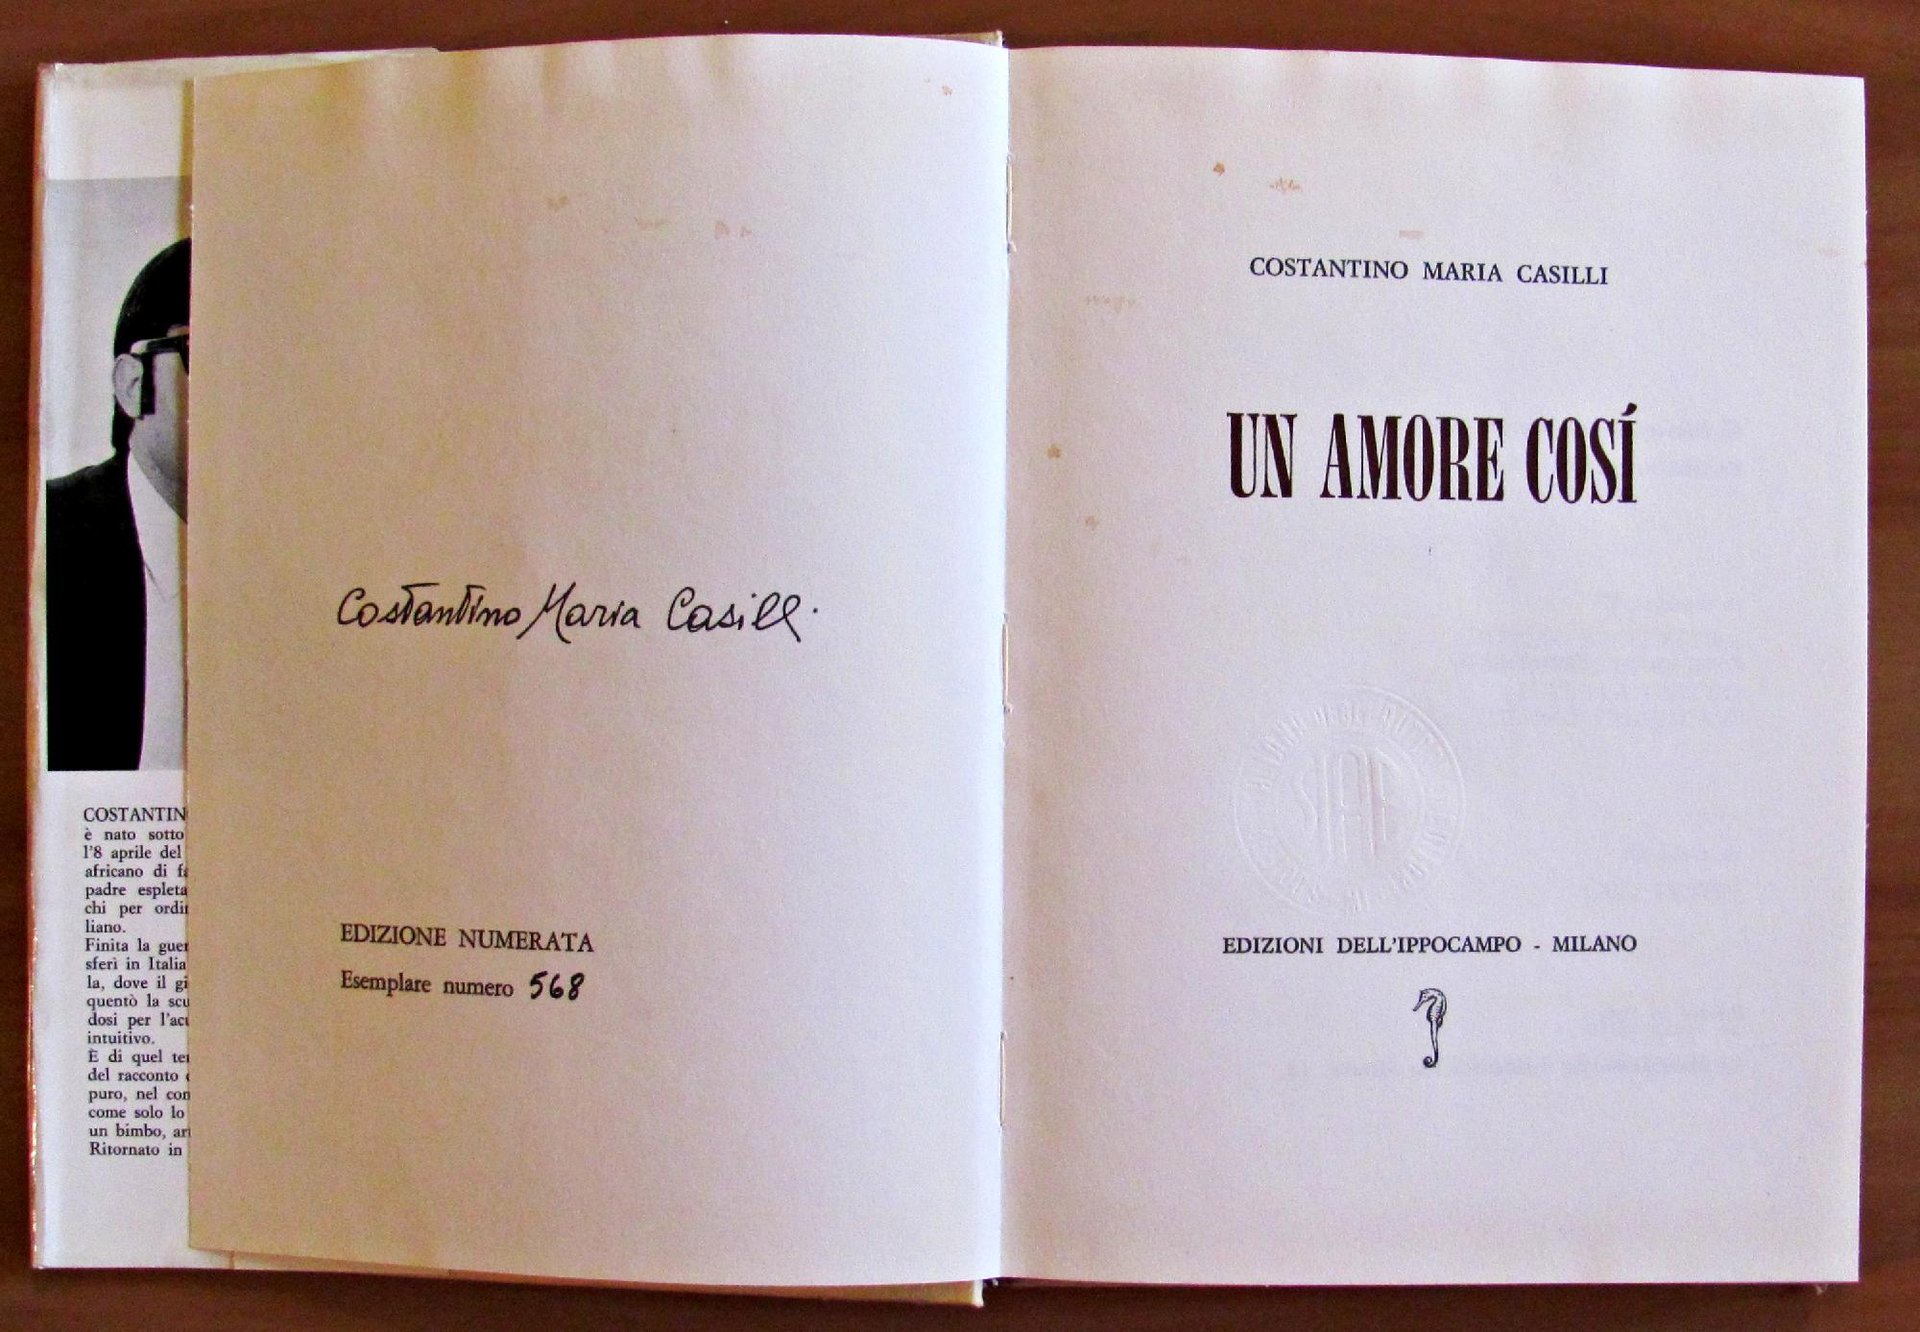 COSTANTIN
è nato sotto
l'8 aprile del
africano di fa
padre espleta
chi per ordin
liano.
Finita la guer
sferì in Italia
la, dove il gi
quentò la scu
dosi per l'acu
intuitivo.
È di quel ter
del racconto
puro, nel con
come solo lo
un bimbo, art
Ritornato in
Costantino Maria Casilli
EDIZIONE NUMERATA
Esemplare numero 568
COSTANTINO MARIA CASILLI
UN AMORE COSÍ
SIAE
EDIZIONI DELL'IPPOCAMPO - MILANO